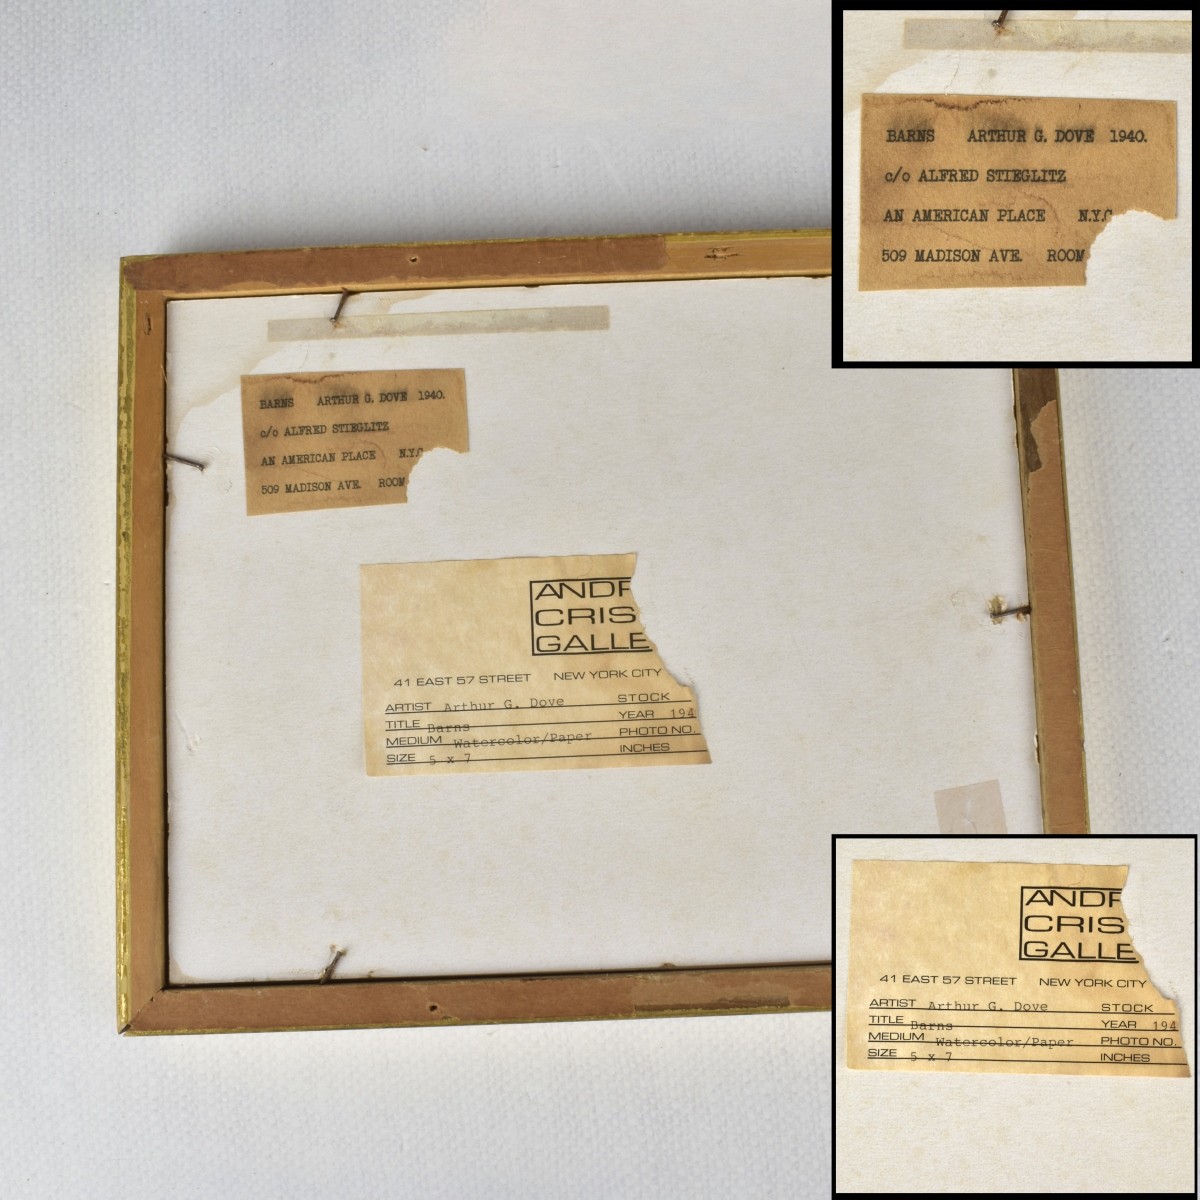 BARNS ARTHUR G. DOVE 1940.
c/o ALFRED STIEGLITZ
AN AMERICAN PLACE N.Y.C
509 MADISON AVE. ROOM
ANDR
CRIS
GALLE
41 EAST 57 STREET NEW YORK CITY
ARTIST Arthur G. Dove STOCK
TITLE Barns YEAR 194
MEDIUM Watercolor/Paper PHOTO NO.
SIZE 5 x 7 INCHES
BARNS ARTHUR G. DOVE 1940.
c/o ALFRED STIEGLITZ
AN AMERICAN PLACE N.Y.C
509 MADISON AVE. ROOM
ANDR
CRIS
GALLE
41 EAST 57 STREET NEW YORK CITY
ARTIST Arthur G. Dove STOCK
TITLE Barns YEAR 194
MEDIUM Watercolor/Paper PHOTO NO.
SIZE 5 x 7 INCHES